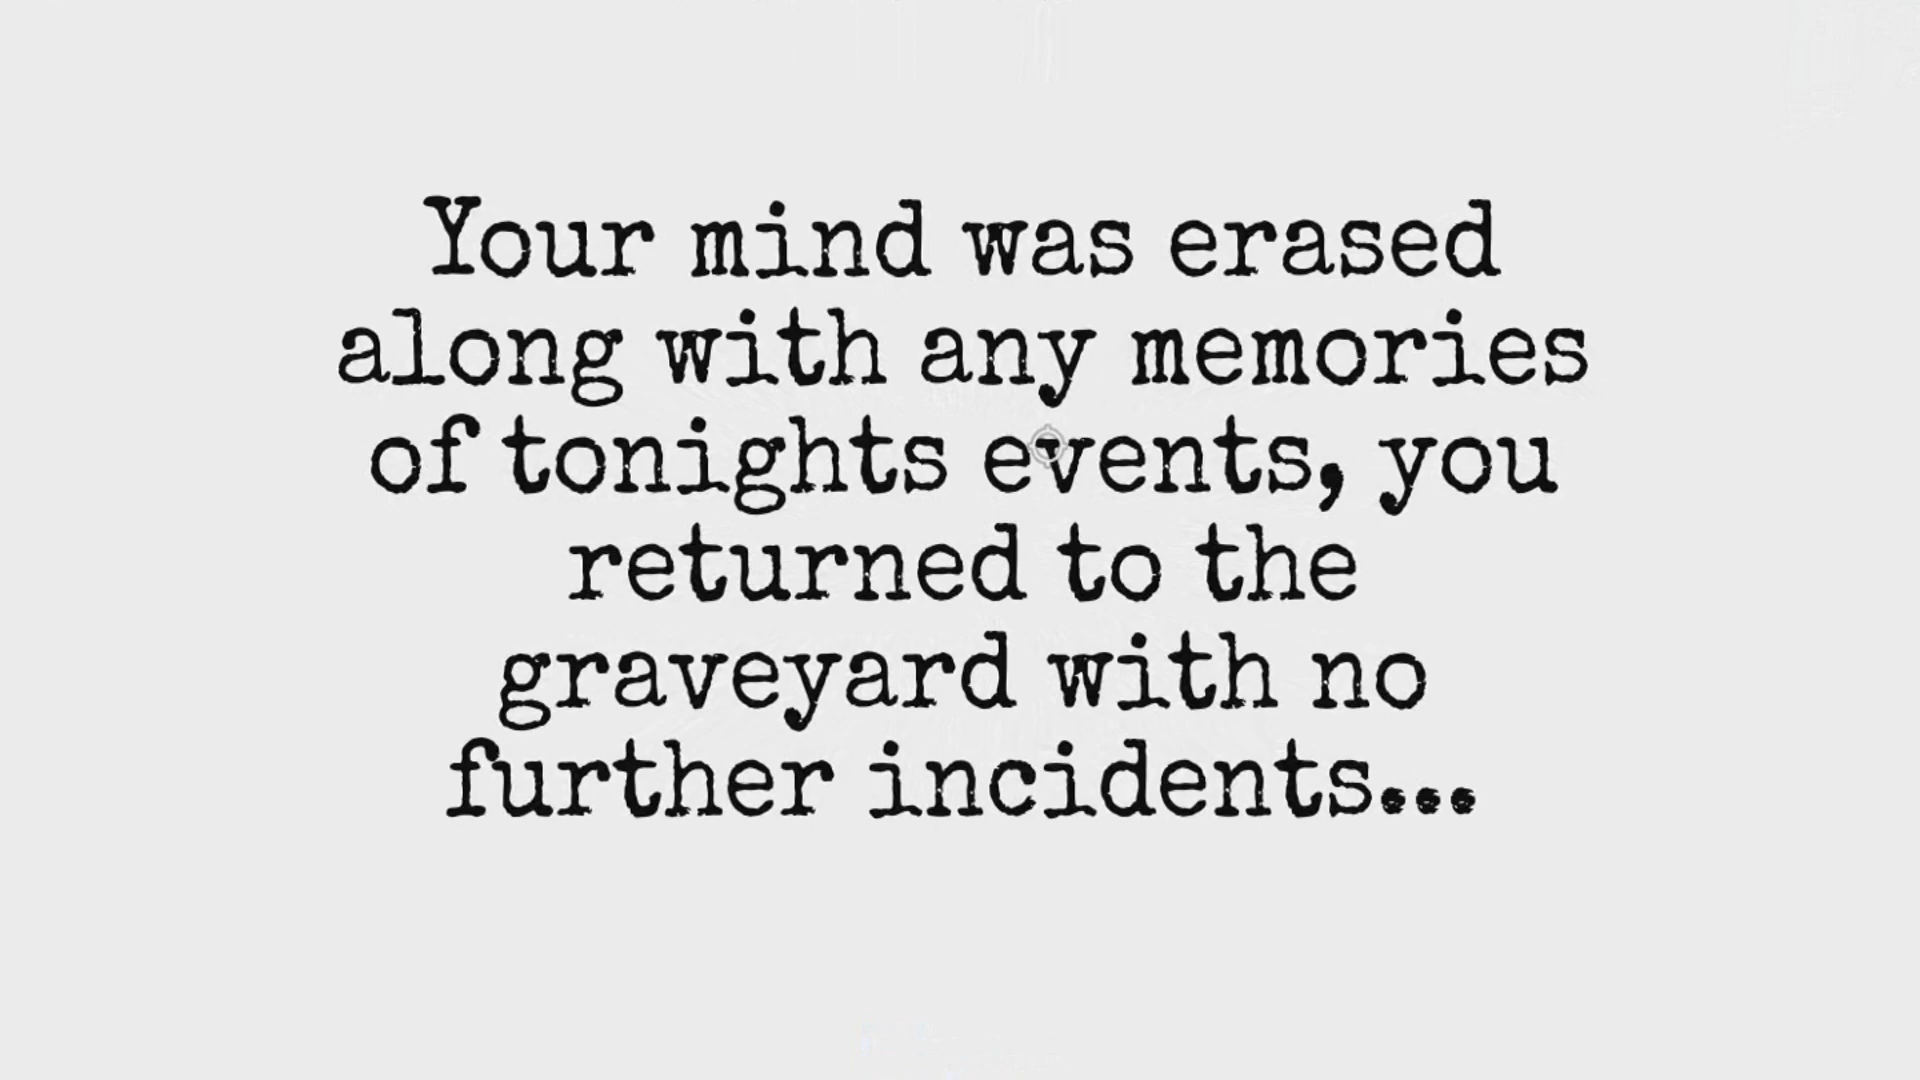 Your mind was erased
along with any memories
of tonights events, you
returned to the
graveyard with no
further incidents...